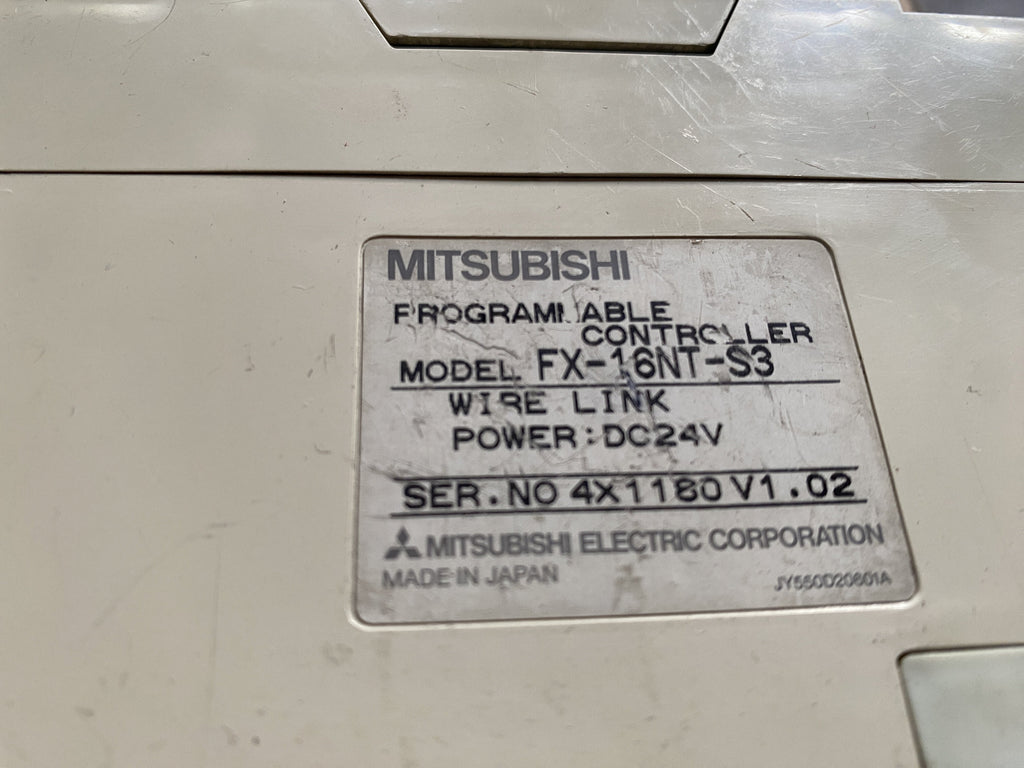 MITSUBISHI
PROGRAMMABLE
CONTROLLER
MODEL FX-16NT-S3
WIRE LINK
POWER:DC24V
SER.NO 4X1180 V1.02
MITSUBISHI ELECTRIC CORPORATION
MADE IN JAPAN
JY550D20801A